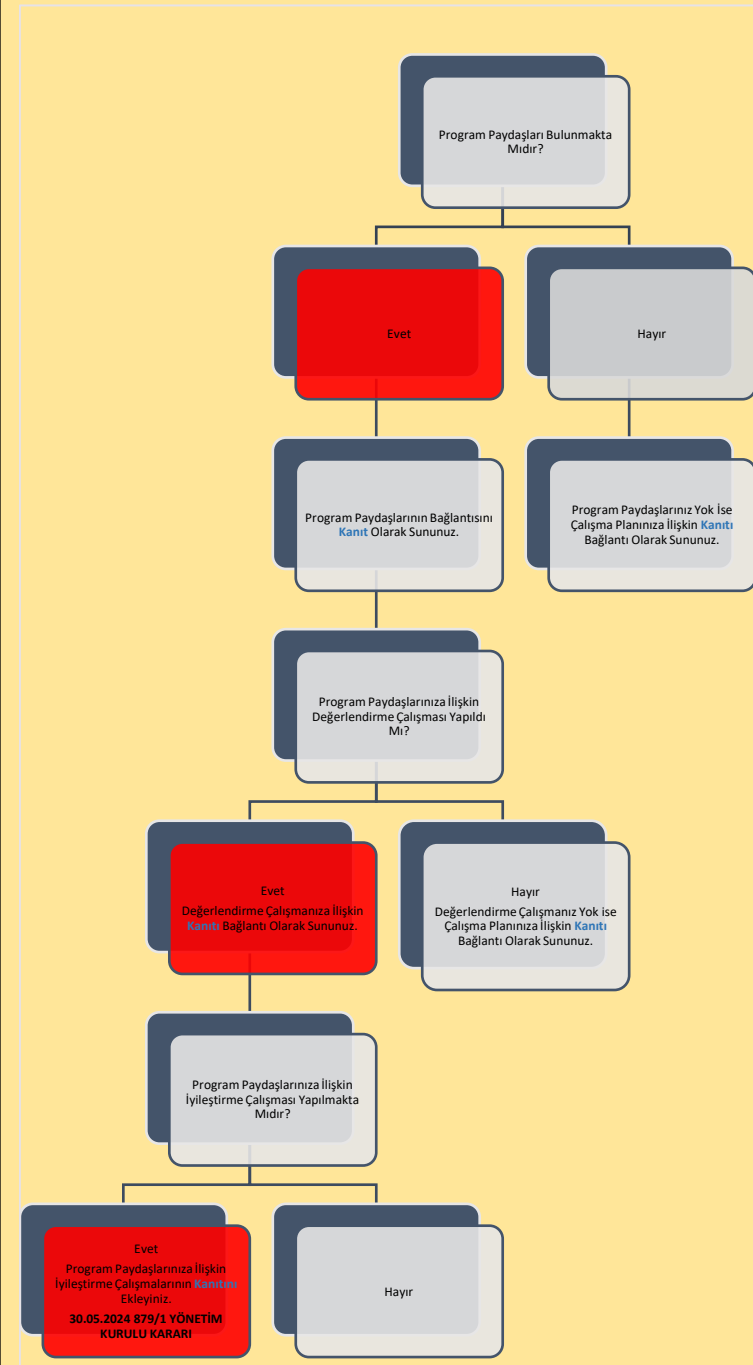 Program Paydaşları Bulunmakta
Mıdır?
Evet
Hayır
Program Paydaşlarının Bağlantısını
Kanıt Olarak Sununuz.
Program Paydaşlarınız Yok İse
Çalışma Planınıza İlişkin Kanıtı
Bağlantı Olarak Sununuz.
Program Paydaşlarınıza İlişkin
Değerlendirme Çalışması Yapıldı
Mı?
Evet
Değerlendirme Çalışmanıza İlişkin
Kanıtı Bağlantı Olarak Sununuz.
Hayır
Değerlendirme Çalışmanız Yok ise
Çalışma Planınıza İlişkin Kanıtı
Bağlantı Olarak Sununuz.
Program Paydaşlarınıza İlişkin
İyileştirme Çalışması Yapılmakta
Mıdır?
Evet
Program Paydaşlarınıza İlişkin
İyileştirme Çalışmalarının Kanıtını
Ekleyiniz.
30.05.2024 879/1 YÖNETİM
KURULU KARARI
Hayır